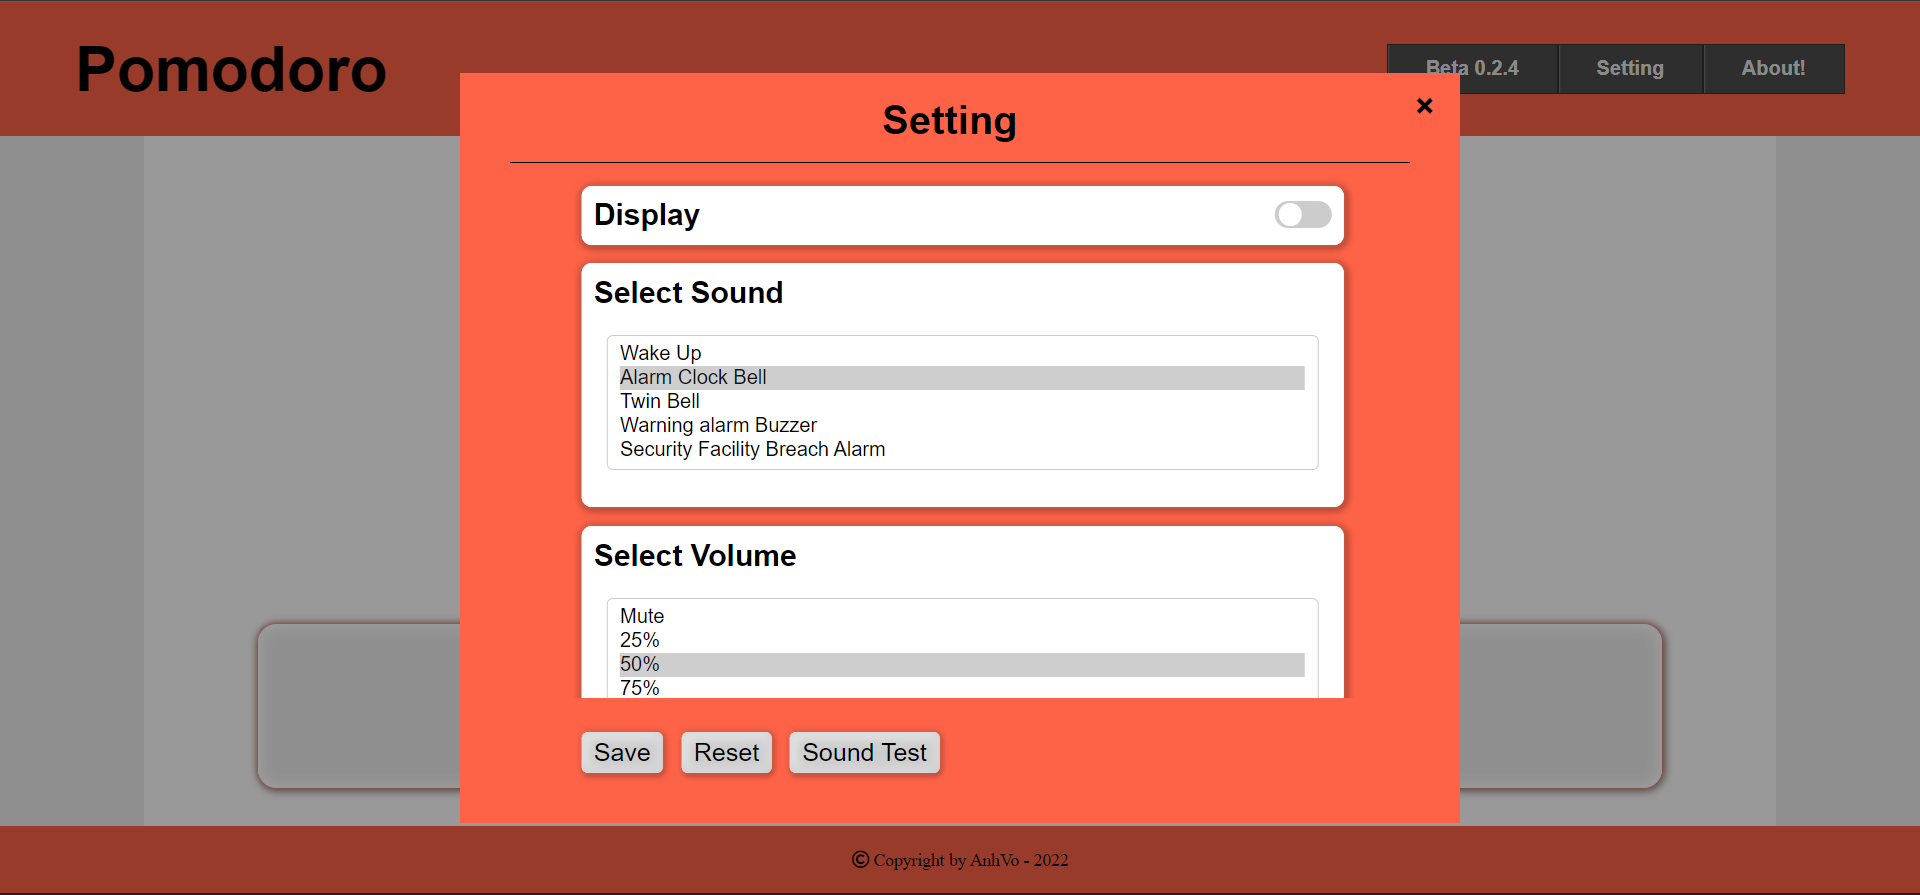 Pomodoro
Beta 0.2.4
Setting
About!
Setting
×
Display
Select Sound
Wake Up
Alarm Clock Bell
Twin Bell
Warning alarm Buzzer
Security Facility Breach Alarm
Select Volume
Mute
25%
50%
75%
Save
Reset
Sound Test
© Copyright by AnhVo - 2022